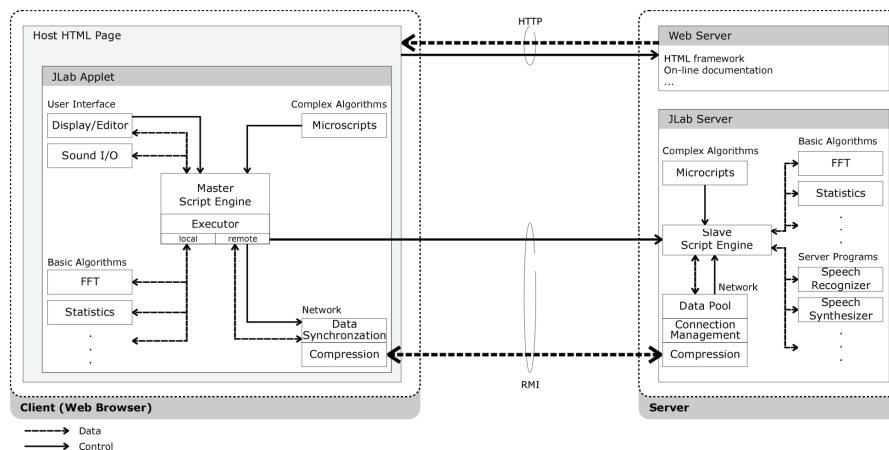 HTTP
Host HTML Page
JLab Applet
User Interface
Display/Editor
Sound I/O
Complex Algorithms
Microscripts
Master
Script Engine
Executor
local
remote
Basic Algorithms
FFT
Statistics
.
.
.
Network
Data
Synchronzation
Compression
Client (Web Browser)
RMI
Web Server
HTML framework
On-line documentation
...
JLab Server
Complex Algorithms
Microcripts
Slave
Script Engine
Network
Data Pool
Connection
Management
Compression
Basic Algorithms
FFT
Statistics
.
.
.
Server Programs
Speech
Recognizer
Speech
Synthesizer
.
.
.
Server
Data
Control